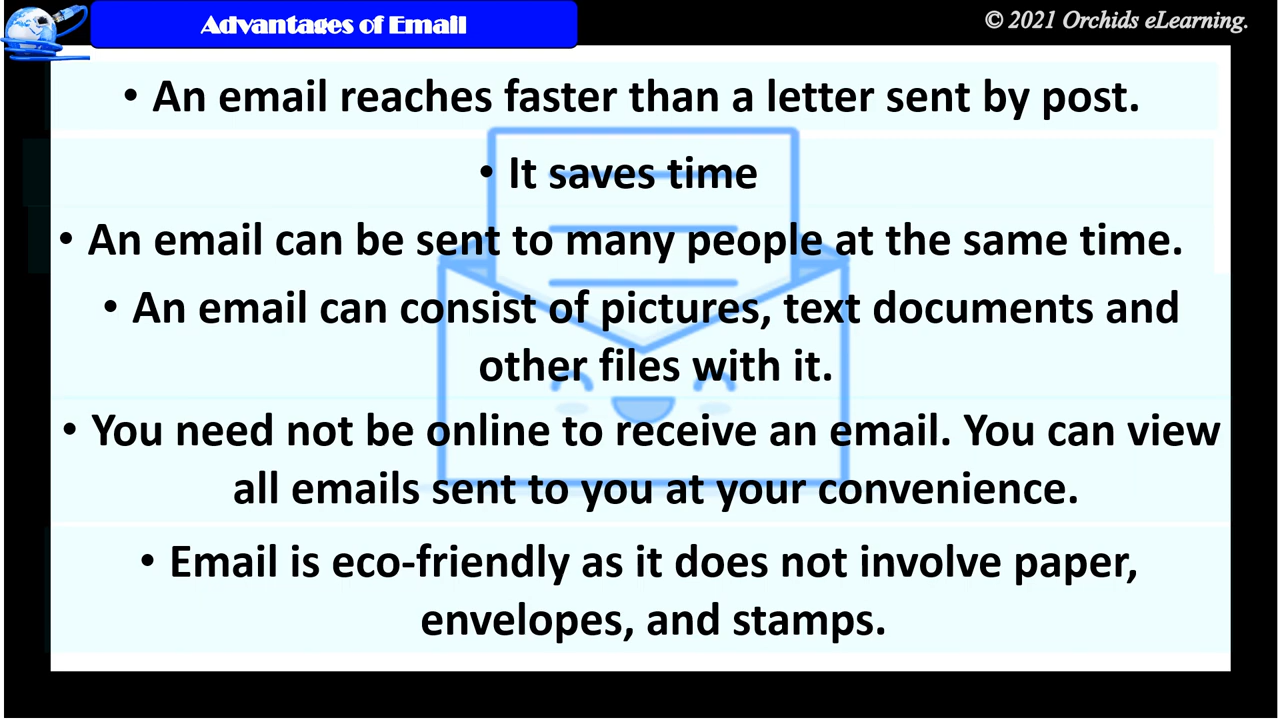 Advantages of Email
© 2021 Orchids eLearning.
• An email reaches faster than a letter sent by post.
• It saves time
• An email can be sent to many people at the same time.
• An email can consist of pictures, text documents and
other files with it.
• You need not be online to receive an email. You can view
all emails sent to you at your convenience.
• Email is eco-friendly as it does not involve paper,
envelopes, and stamps.